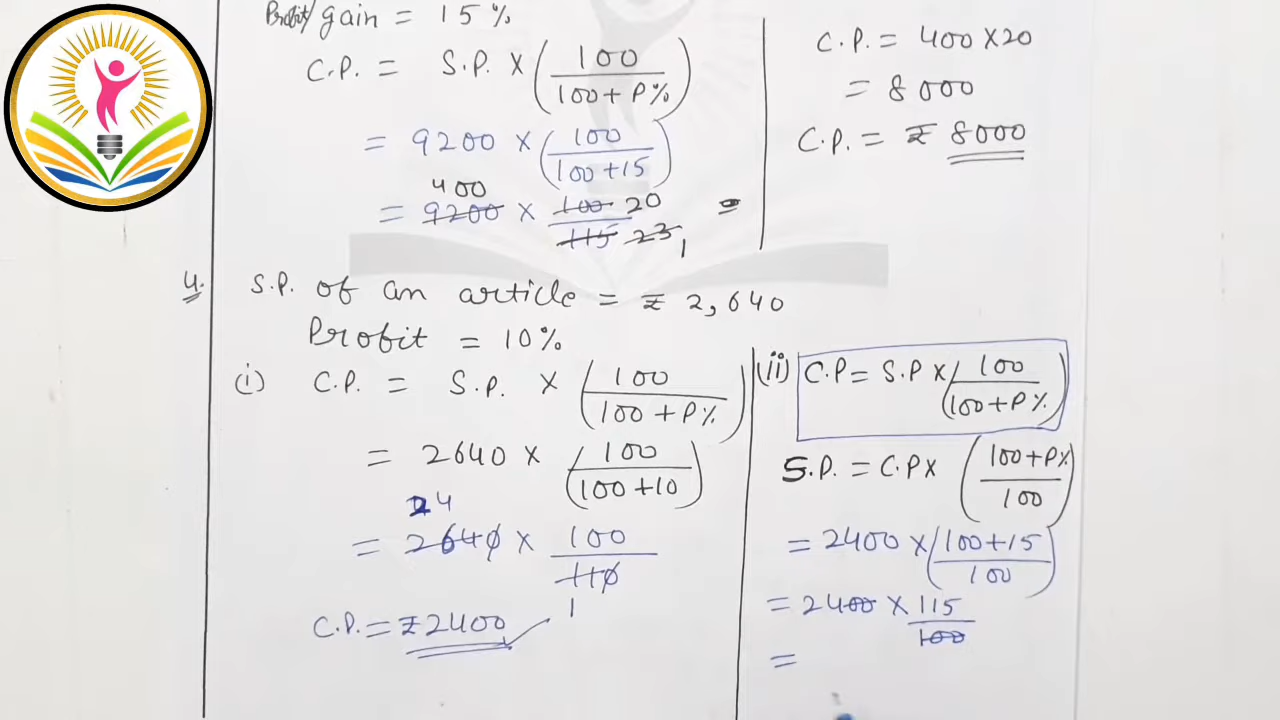 Profit/gain = 15 %
C.P. = S.P. × (100/100 + P%)
= 9200 × (100/100 + 15)
400
= 9200 × 100 20/115 23 1 =
C.P. = 400 × 20
= 8000
C.P. = ₹ 8000
4. S.P. of an article = ₹ 2,640
Profit = 10%
(i) C.P. = S.P. × (100/100 + P%)
= 2640 × (100/100 + 10)
24
= 2640 × 100/110
1
C.P. = ₹2400
(ii) C.P = S.P × (100/100 + P%)
S.P. = C.P × (100 + P%/100)
= 2400 × (100 + 15/100)
= 2400 × 115/100
=